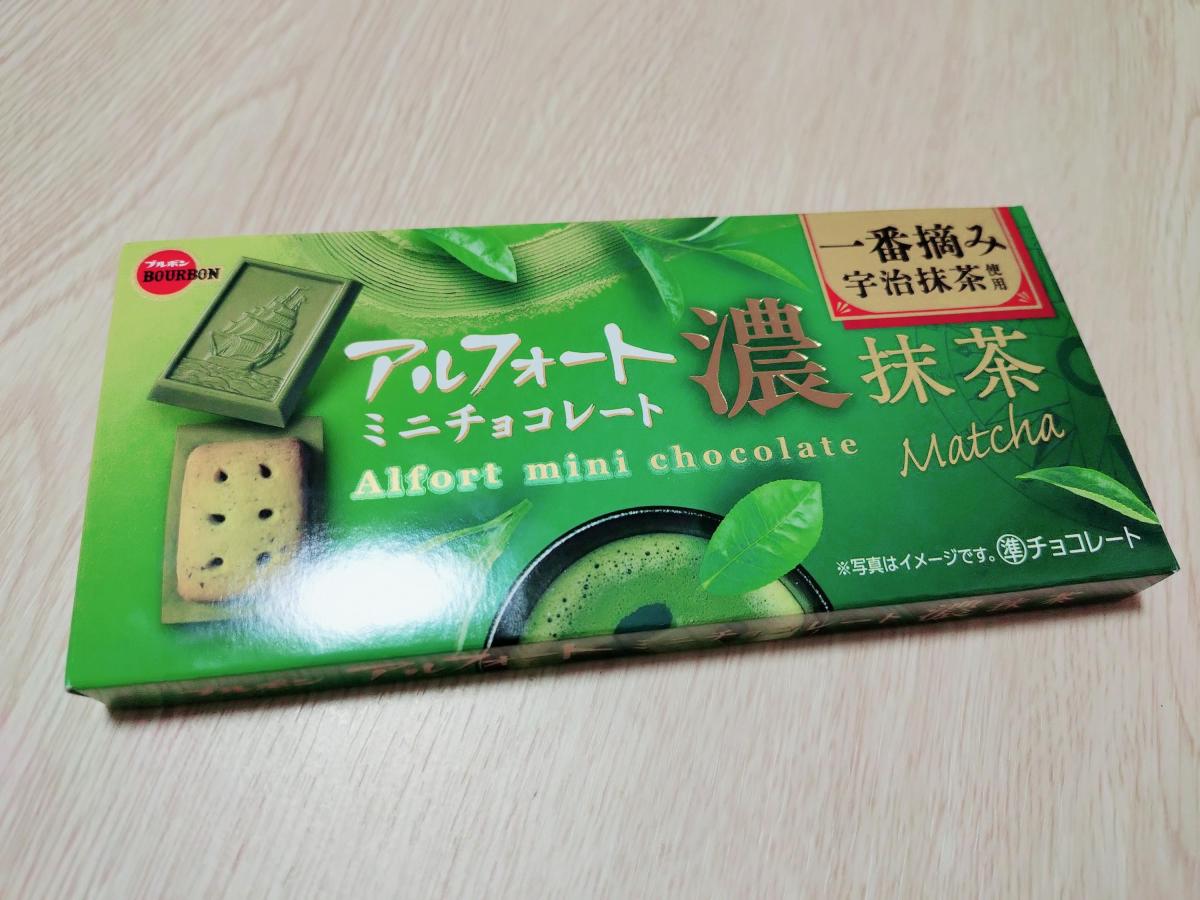 ブルボン
BOURBON
一番摘み
宇治抹茶使用
アルフォート
ミニチョコレート
濃抹茶
Alfort mini chocolate
Matcha
※写真はイメージです。
準チョコレート